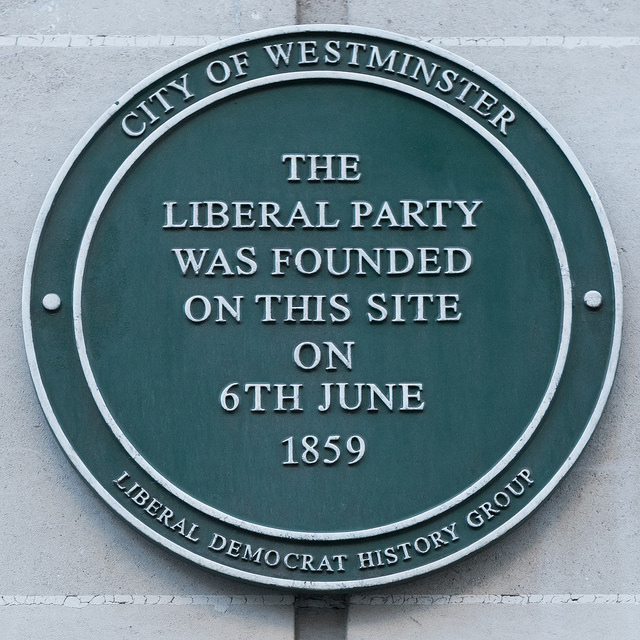 CITY OF WESTMINSTER
THE
LIBERAL PARTY
WAS FOUNDED
ON THIS SITE
ON
6TH JUNE
1859
LIBERAL DEMOCRAT HISTORY GROUP